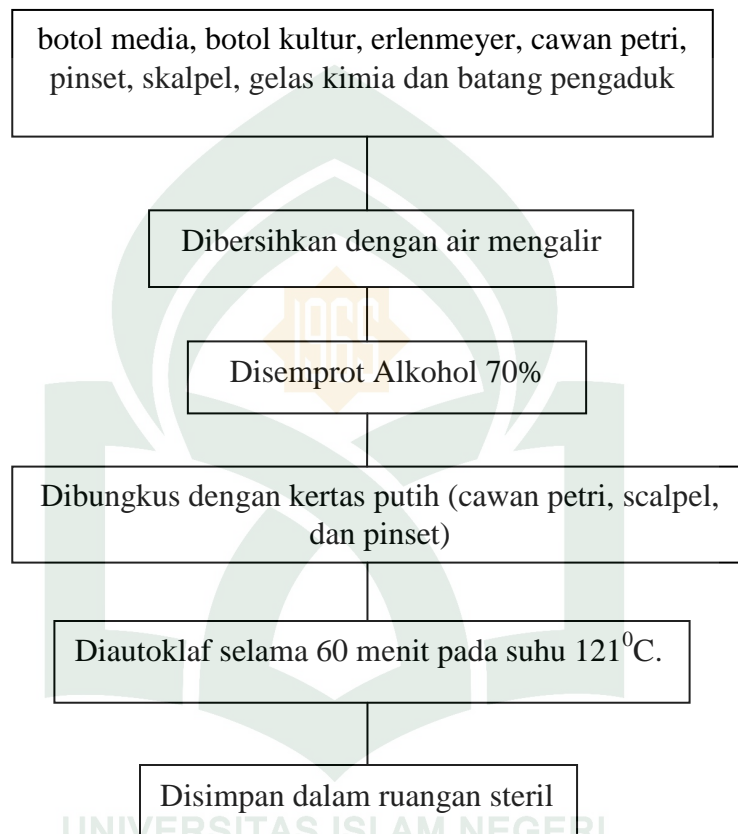 botol media, botol kultur, erlenmeyer, cawan petri,
pinset, skalpel, gelas kimia dan batang pengaduk
Dibersihkan dengan air mengalir
1965
Disemprot Alkohol 70%
Dibungkus dengan kertas putih (cawan petri, scalpel,
dan pinset)
Diautoklaf selama 60 menit pada suhu 121⁰C.
Disimpan dalam ruangan steril
UNIVERSITAS ISLAM NEGERI